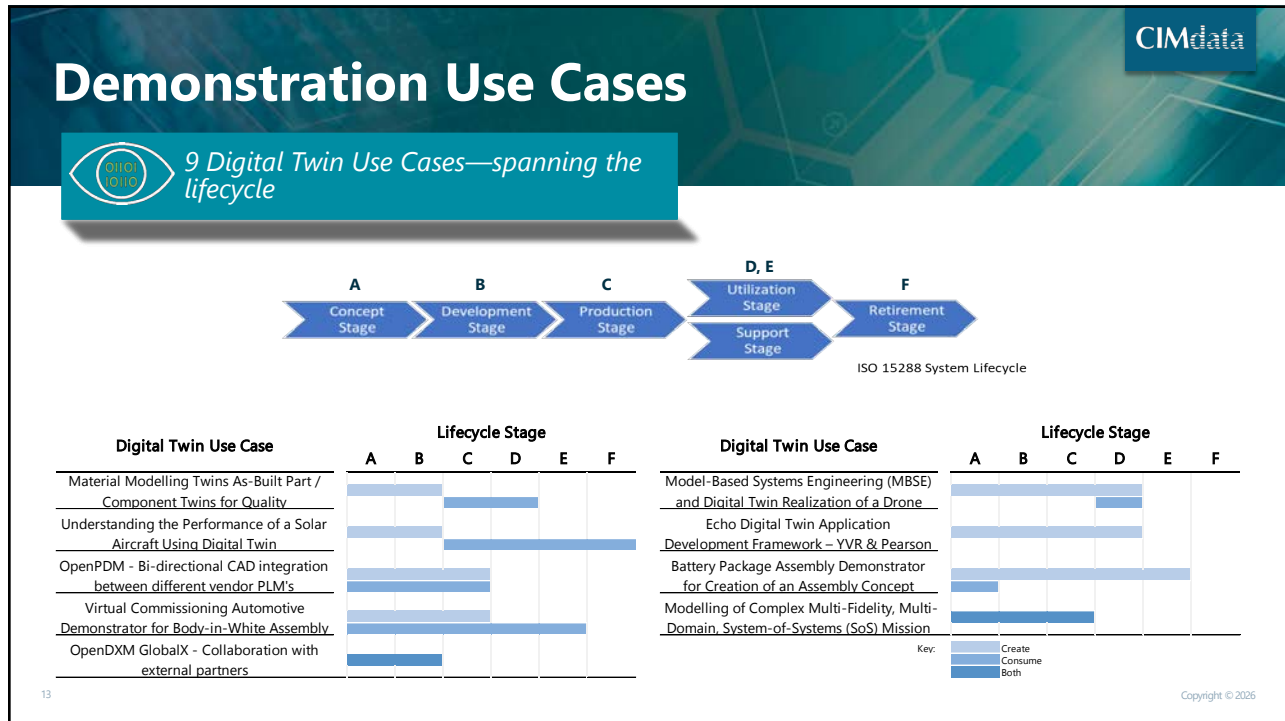 CIMdata
Demonstration Use Cases
01101
10110
9 Digital Twin Use Cases—spanning the
lifecycle
A
B
C
D, E
F
Concept
Stage
Development
Stage
Production
Stage
Utilization
Stage
Support
Stage
Retirement
Stage
ISO 15288 System Lifecycle
Digital Twin Use Case
Lifecycle Stage
A B C D E F
Material Modelling Twins As-Built Part /
Component Twins for Quality
Understanding the Performance of a Solar
Aircraft Using Digital Twin
OpenPDM - Bi-directional CAD integration
between different vendor PLM's
Virtual Commissioning Automotive
Demonstrator for Body-in-White Assembly
OpenDXM GlobalX - Collaboration with
external partners
Digital Twin Use Case
Lifecycle Stage
A B C D E F
Model-Based Systems Engineering (MBSE)
and Digital Twin Realization of a Drone
Echo Digital Twin Application
Development Framework – YVR & Pearson
Battery Package Assembly Demonstrator
for Creation of an Assembly Concept
Modelling of Complex Multi-Fidelity, Multi-
Domain, System-of-Systems (SoS) Mission
Key:
Create
Consume
Both
13
Copyright © 2026